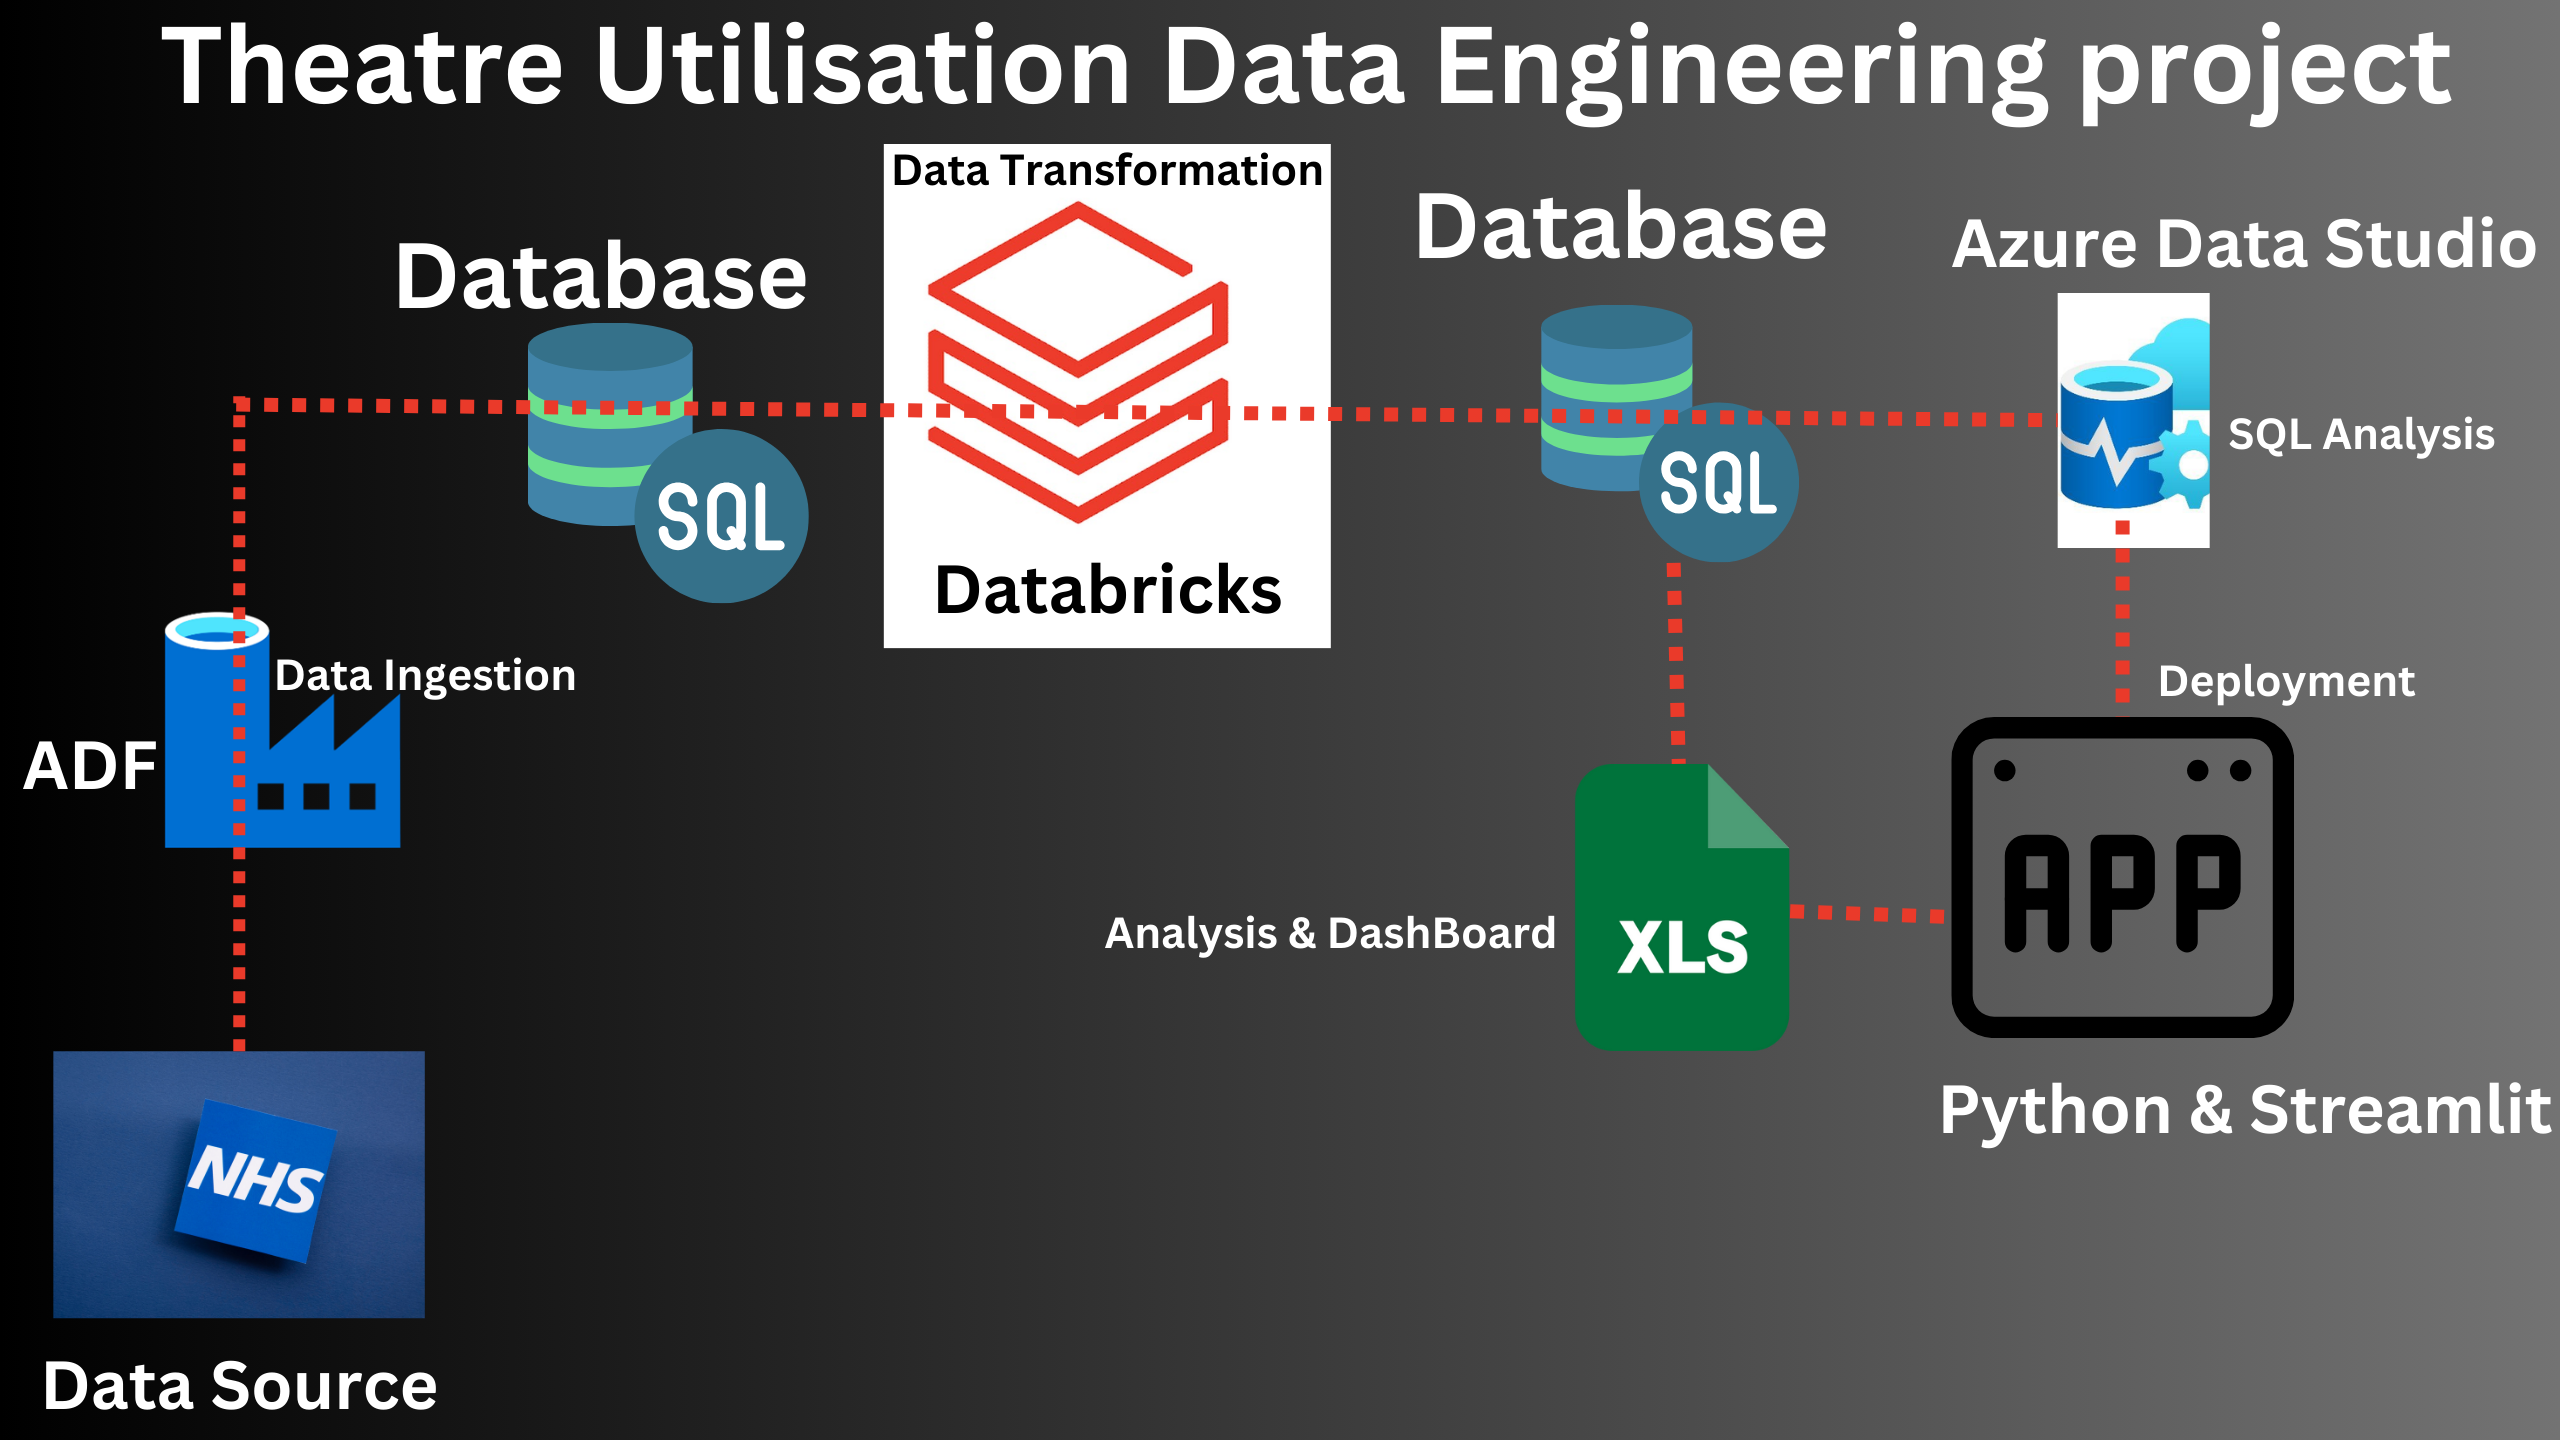 Theatre Utilisation Data Engineering project
Data Transformation
Database
Database
Azure Data Studio
SQL Analysis
SQL
SQL
Databricks
Data Ingestion
ADF
Deployment
APP
Analysis & DashBoard
XLS
Python & Streamlit
NHS
Data Source